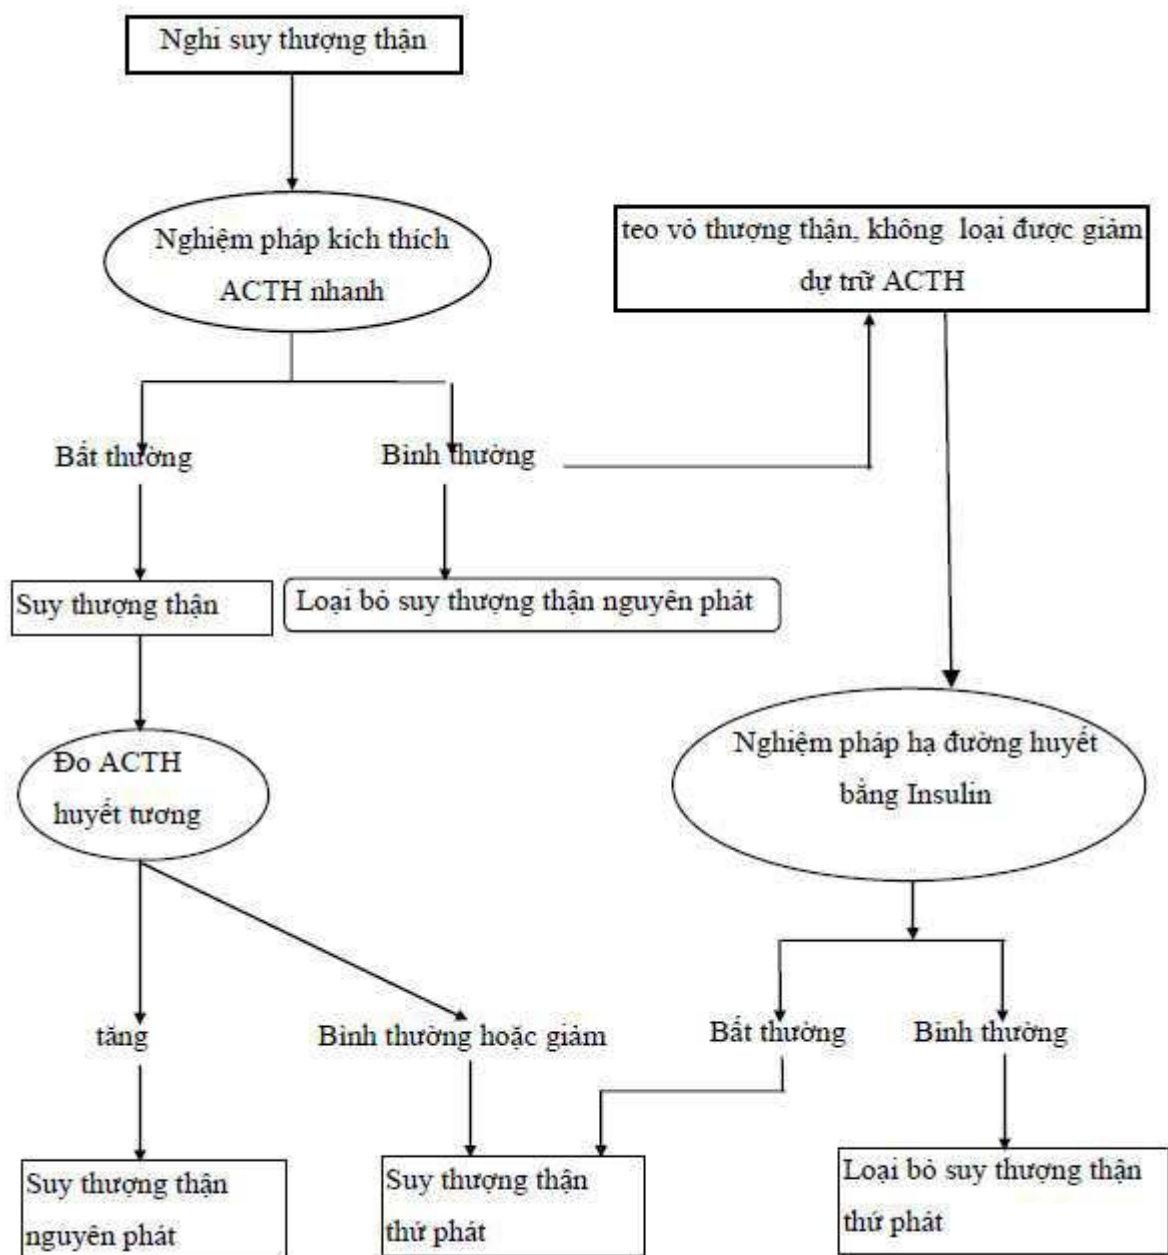 Nghi suy thượng thận
Nghiệm pháp kích thích
ACTH nhanh
teo vỏ thượng thận, không loại được giảm
dự trữ ACTH
Bất thường
Bình thường
Suy thượng thận
Loại bỏ suy thượng thận nguyên phát
Đo ACTH
huyết tương
Nghiệm pháp hạ đường huyết
bằng Insulin
tăng
Bình thường hoặc giảm
Bất thường
Bình thường
Suy thượng thận
nguyên phát
Suy thượng thận
thứ phát
Loại bỏ suy thượng thận
thứ phát